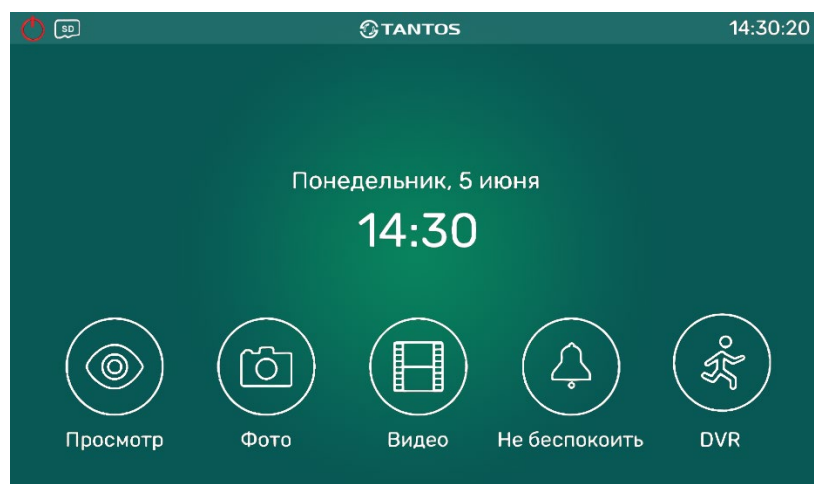 SD TANTOS 14:30:20
Понедельник, 5 июня
14:30
Просмотр Фото Видео Не беспокоить DVR